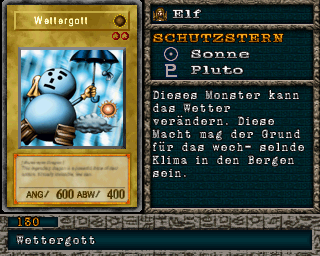 Wettergott
ANG/ 600 ABW/ 400
Elf
SCHUTZSTERN
Sonne
Pluto
Dieses Monster kann
das Wetter
verändern. Diese
Macht mag der Grund
für das wech- selnde
Klima in den Bergen
sein.
130
Wettergott